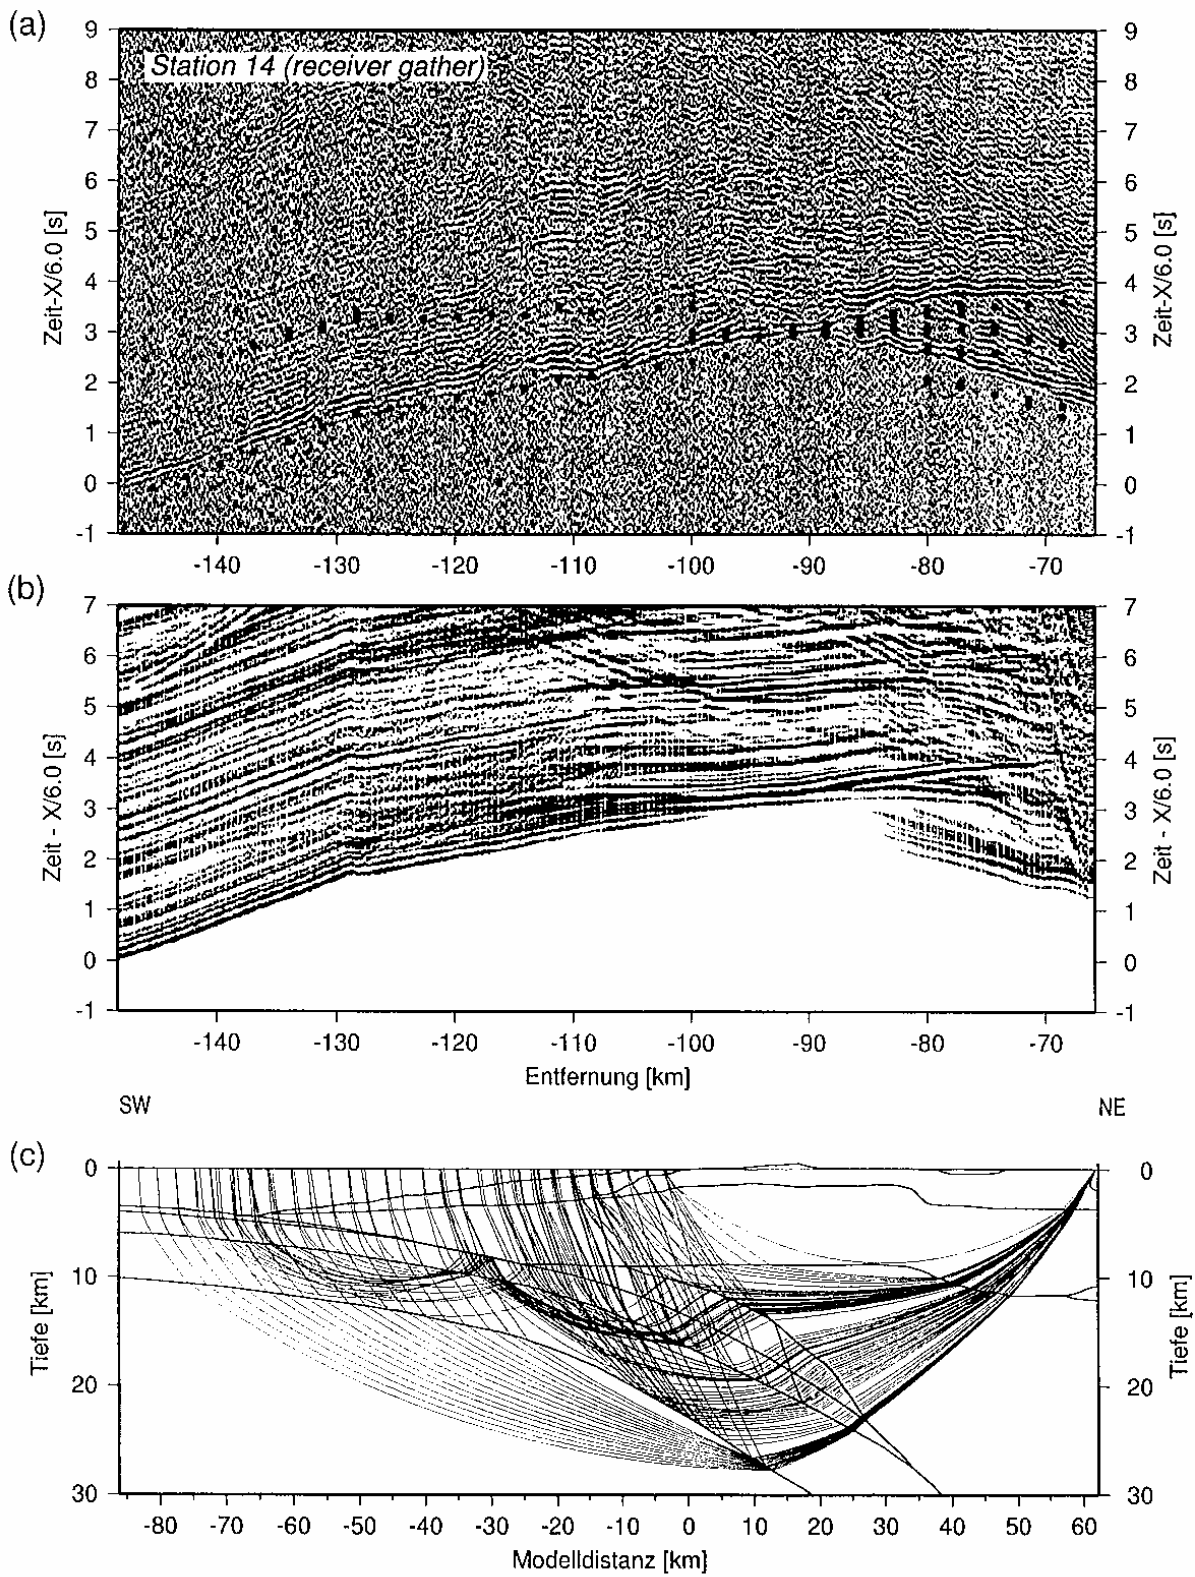 (a)
Station 14 (receiver gather)
9 9
8 8
7 7
6 6
5 5
4 4
3 3
2 2
1 1
0 0
-1 -1
Zeit-X/6.0 [s]
Zeit-X/6.0 [s]
-140 -130 -120 -110 -100 -90 -80 -70
(b)
7 7
6 6
5 5
4 4
3 3
2 2
1 1
0 0
-1 -1
Zeit - X/6.0 [s]
Zeit - X/6.0 [s]
-140 -130 -120 -110 -100 -90 -80 -70
Entfernung [km]
SW NE
(c)
0 0
10 10
20 20
30 30
Tiefe [km]
Tiefe [km]
-80 -70 -60 -50 -40 -30 -20 -10 0 10 20 30 40 50 60
Modelldistanz [km]